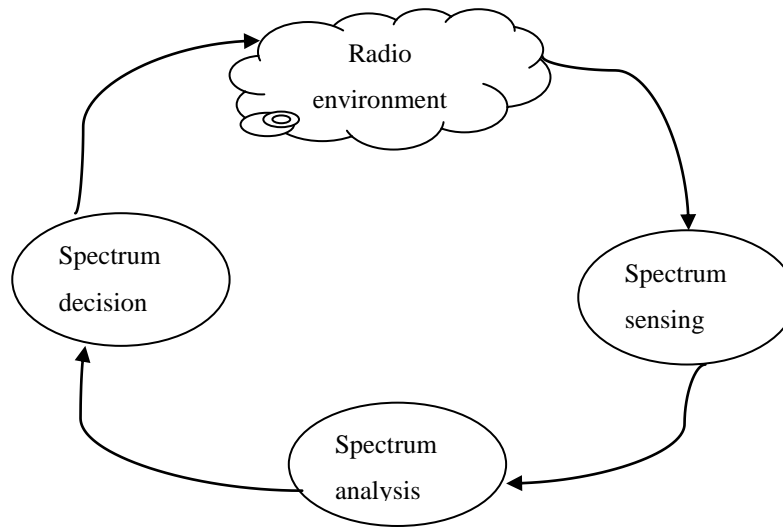 Radio
environment
Spectrum
decision
Spectrum
sensing
Spectrum
analysis